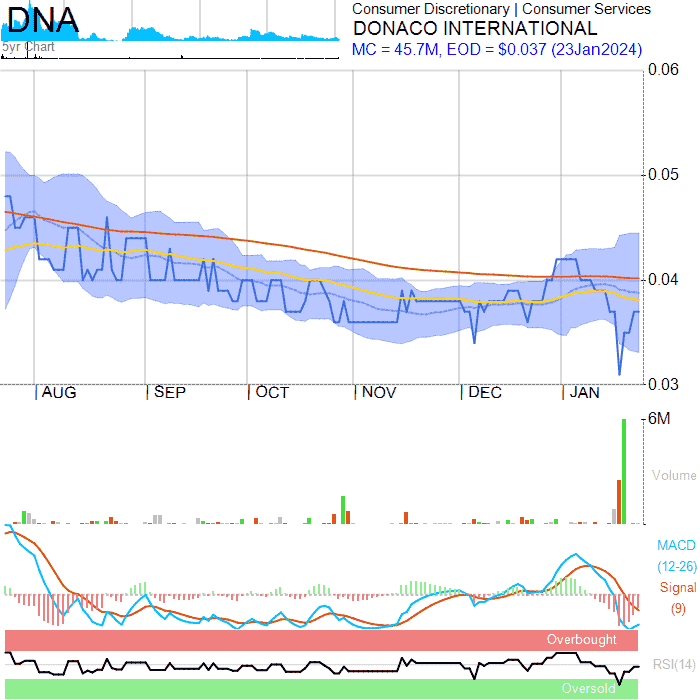 DNA
5yr Chart
Consumer Discretionary | Consumer Services
DONACO INTERNATIONAL
MC = 45.7M, EOD = $0.037 (23Jan2024)
0.06
0.05
0.04
0.03
AUG SEP OCT NOV DEC JAN
6M
Volume
MACD
(12-26)
Signal
(9)
Overbought
RSI(14)
Oversold